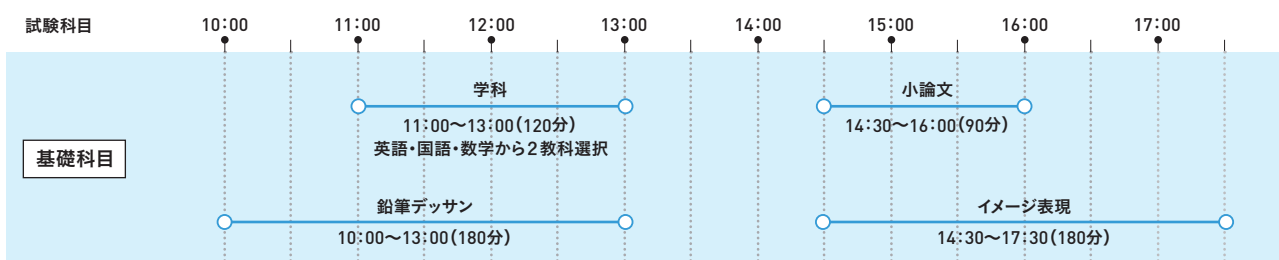 試験科目 10:00 11:00 12:00 13:00 14:00 15:00 16:00 17:00
学科 小論文
11:00〜13:00(120分) 14:30〜16:00(90分)
英語・国語・数学から2教科選択
基礎科目
鉛筆デッサン イメージ表現
10:00〜13:00(180分) 14:30〜17:30(180分)